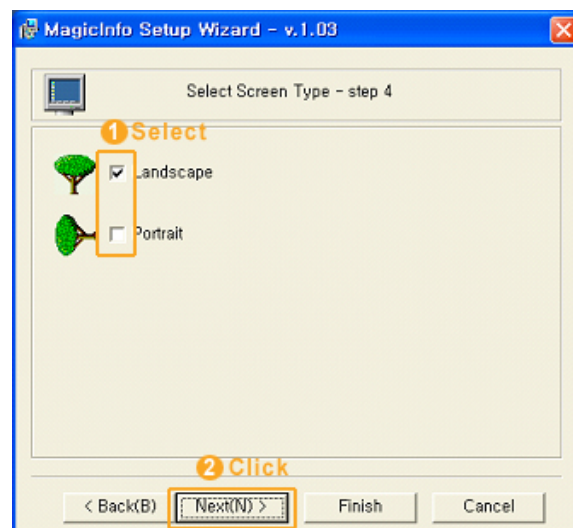 MagicInfo Setup Wizard - v.1.03
Select Screen Type - step 4
1 Select
Landscape
Portrait
2 Click
< Back(B) Next(N) > Finish Cancel